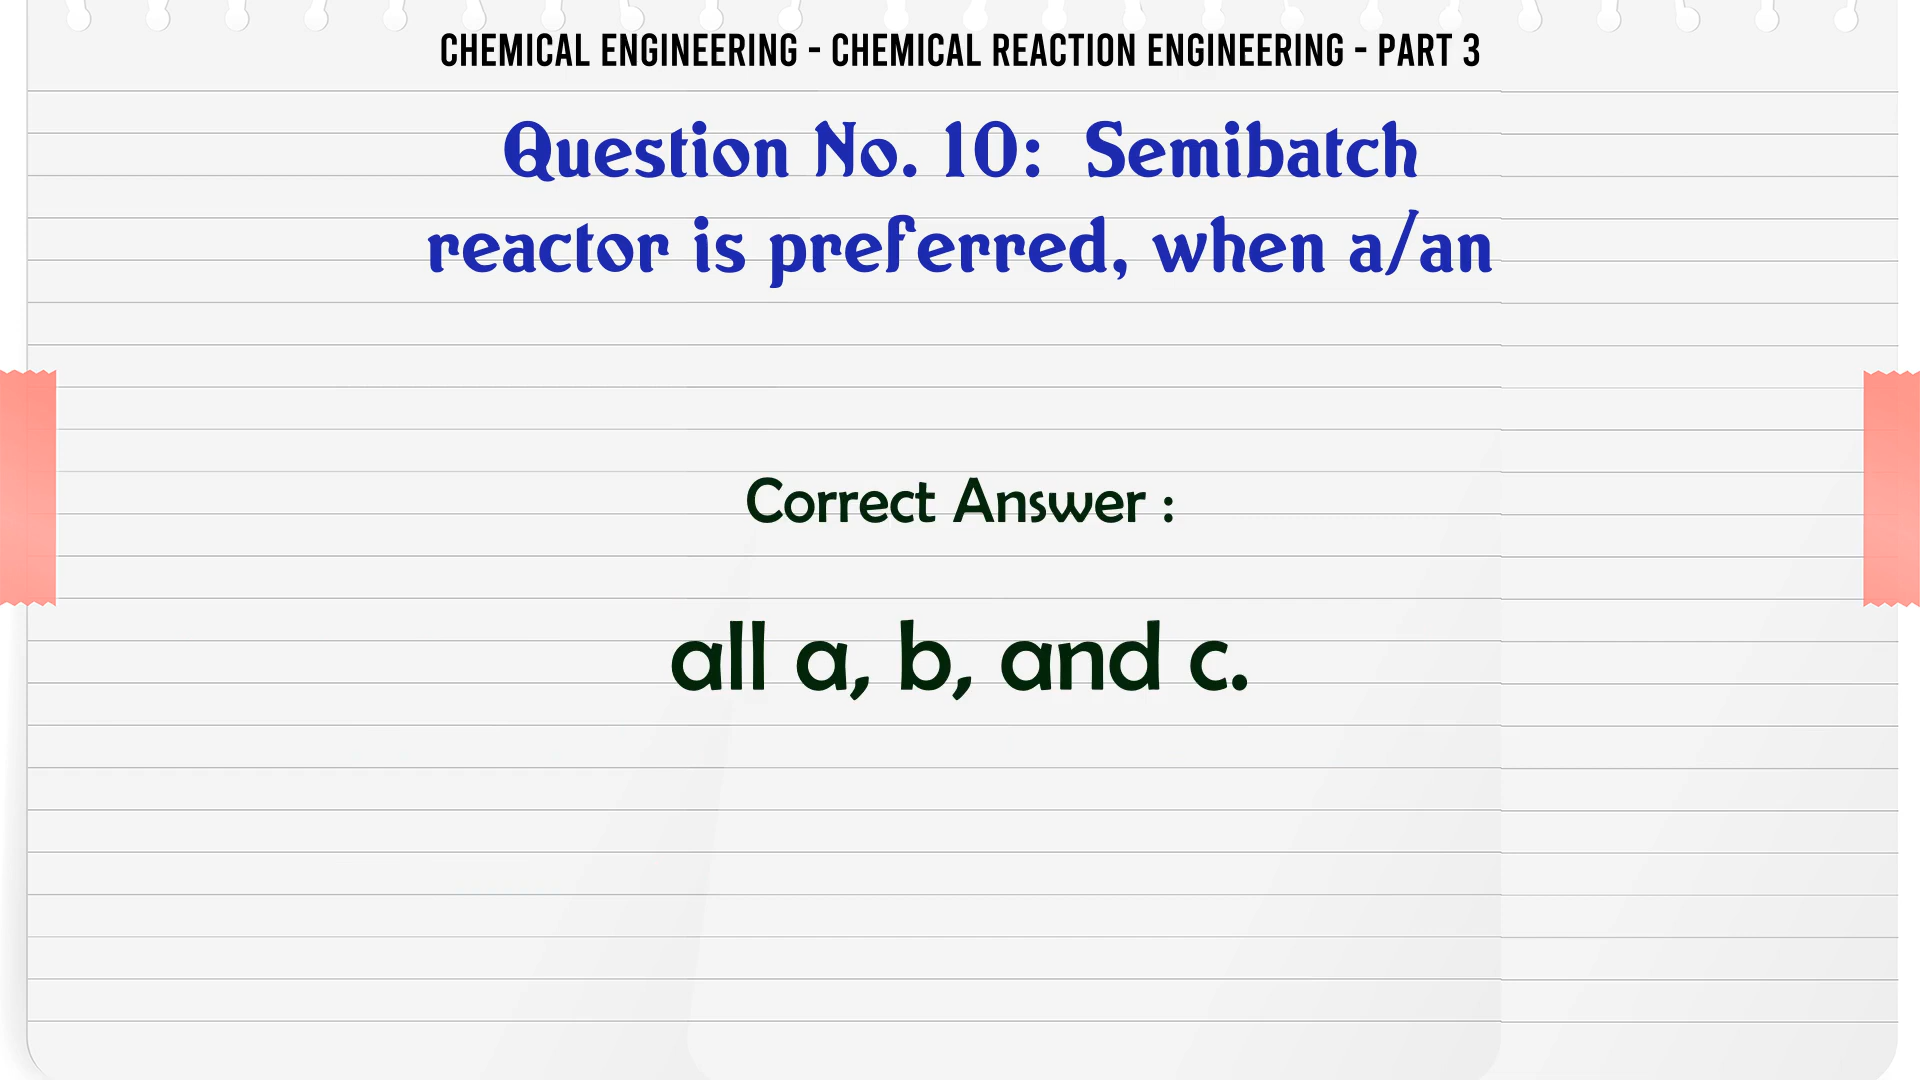 CHEMICAL ENGINEERING - CHEMICAL REACTION ENGINEERING - PART 3
Question No. 10: Semibatch
reactor is preferred, when a/an
Correct Answer :
all a, b, and c.